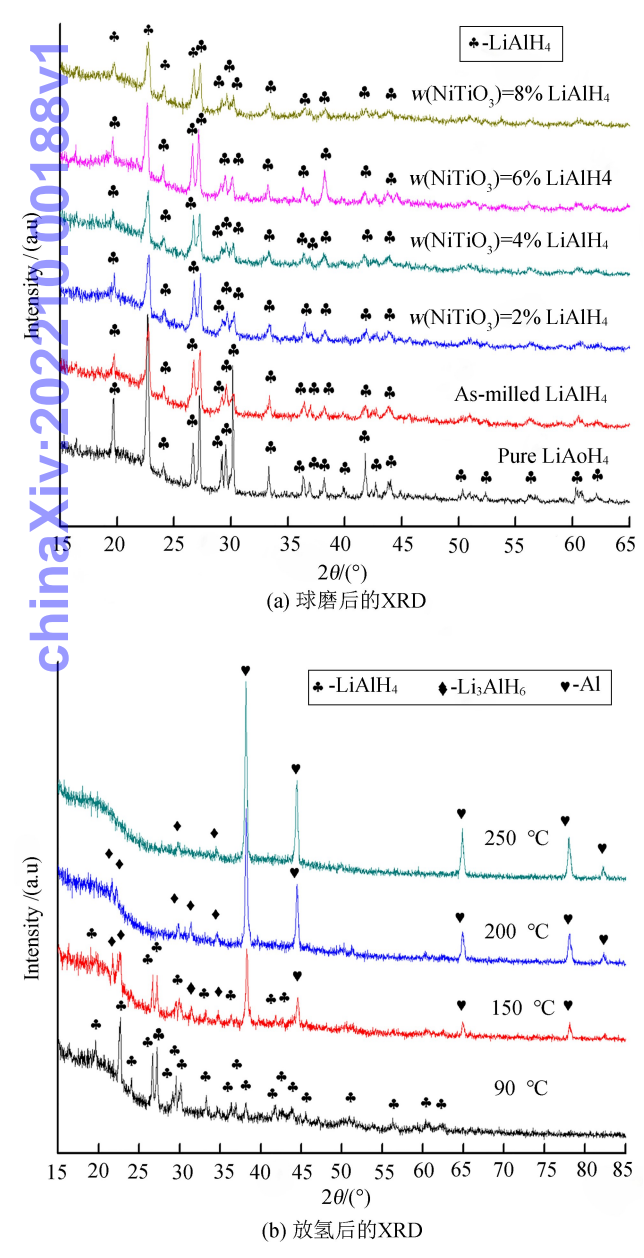 chinaXiv:202210.00188v1
♣-LiAlH₄
w(NiTiO₃)=8% LiAlH₄
w(NiTiO₃)=6% LiAlH4
w(NiTiO₃)=4% LiAlH₄
w(NiTiO₃)=2% LiAlH₄
As-milled LiAlH₄
Pure LiAoH₄
Intensity /(a.u)
15 20 25 30 35 40 45 50 55 60 65
2θ/(°)
(a) 球磨后的XRD
♣-LiAlH₄ ♦-Li₃AlH₆ ♥-Al
250 ℃
200 ℃
150 ℃
90 ℃
Intensity /(a.u)
15 20 25 30 35 40 45 50 55 60 65 70 75 80 85
2θ/(°)
(b) 放氢后的XRD